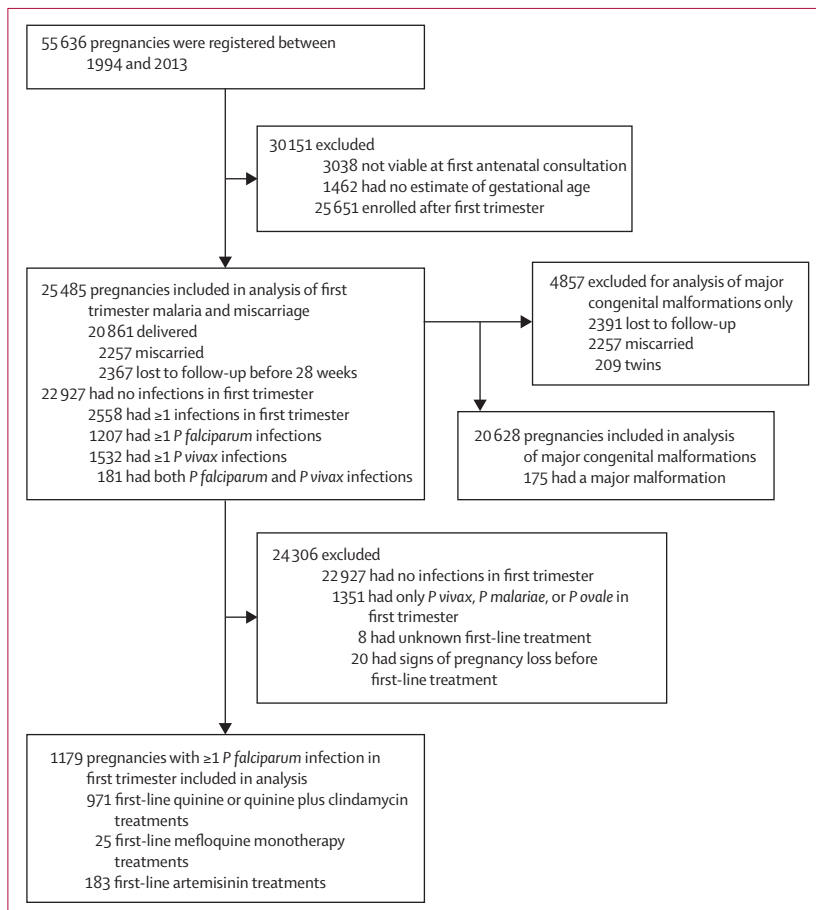 55 636 pregnancies were registered between
1994 and 2013
30 151 excluded
3038 not viable at first antenatal consultation
1462 had no estimate of gestational age
25 651 enrolled after first trimester
25 485 pregnancies included in analysis of first
trimester malaria and miscarriage
20 861 delivered
2257 miscarried
2367 lost to follow-up before 28 weeks
22 927 had no infections in first trimester
2558 had ≥1 infections in first trimester
1207 had ≥1 P falciparum infections
1532 had ≥1 P vivax infections
181 had both P falciparum and P vivax infections
4857 excluded for analysis of major
congenital malformations only
2391 lost to follow-up
2257 miscarried
209 twins
20 628 pregnancies included in analysis
of major congenital malformations
175 had a major malformation
24 306 excluded
22 927 had no infections in first trimester
1351 had only P vivax, P malariae, or P ovale in
first trimester
8 had unknown first-line treatment
20 had signs of pregnancy loss before
first-line treatment
1179 pregnancies with ≥1 P falciparum infection in
first trimester included in analysis
971 first-line quinine or quinine plus clindamycin
treatments
25 first-line mefloquine monotherapy
treatments
183 first-line artemisinin treatments